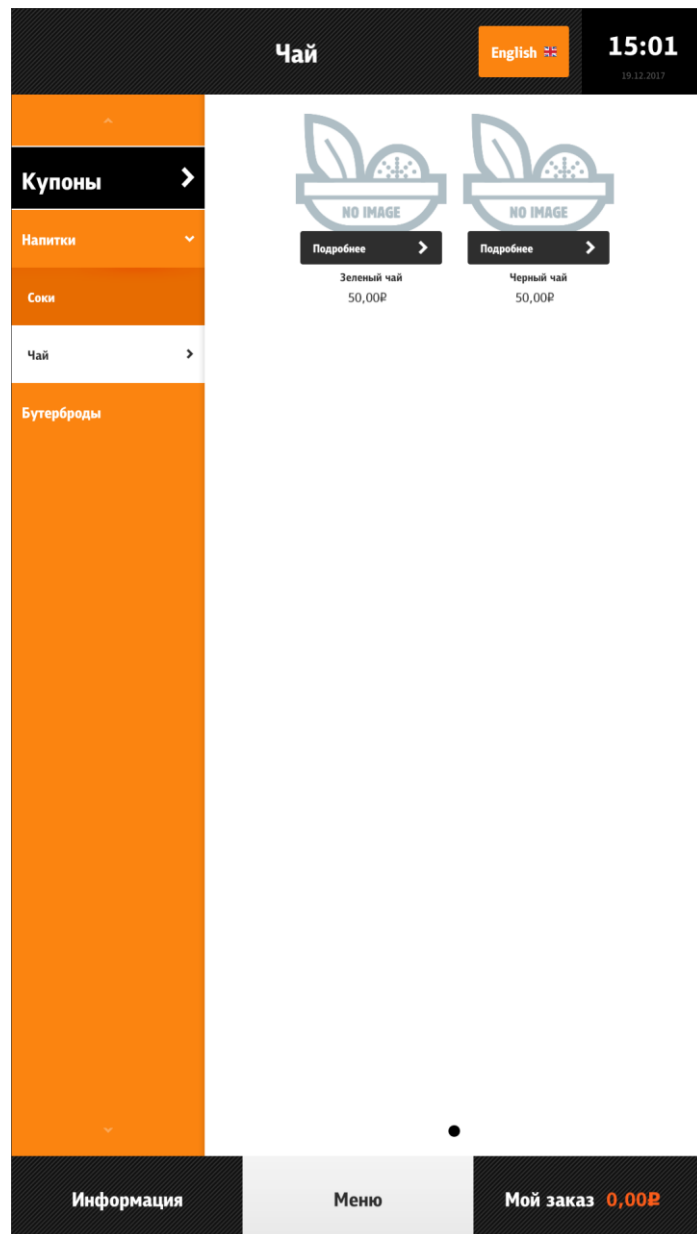 Чай
English
15:01
19.12.2017
Купоны
Напитки
Соки
Чай
Бутерброды
NO IMAGE
NO IMAGE
Подробнее
Подробнее
Зеленый чай
Черный чай
50,00₽
50,00₽
Информация
Меню
Мой заказ 0,00₽